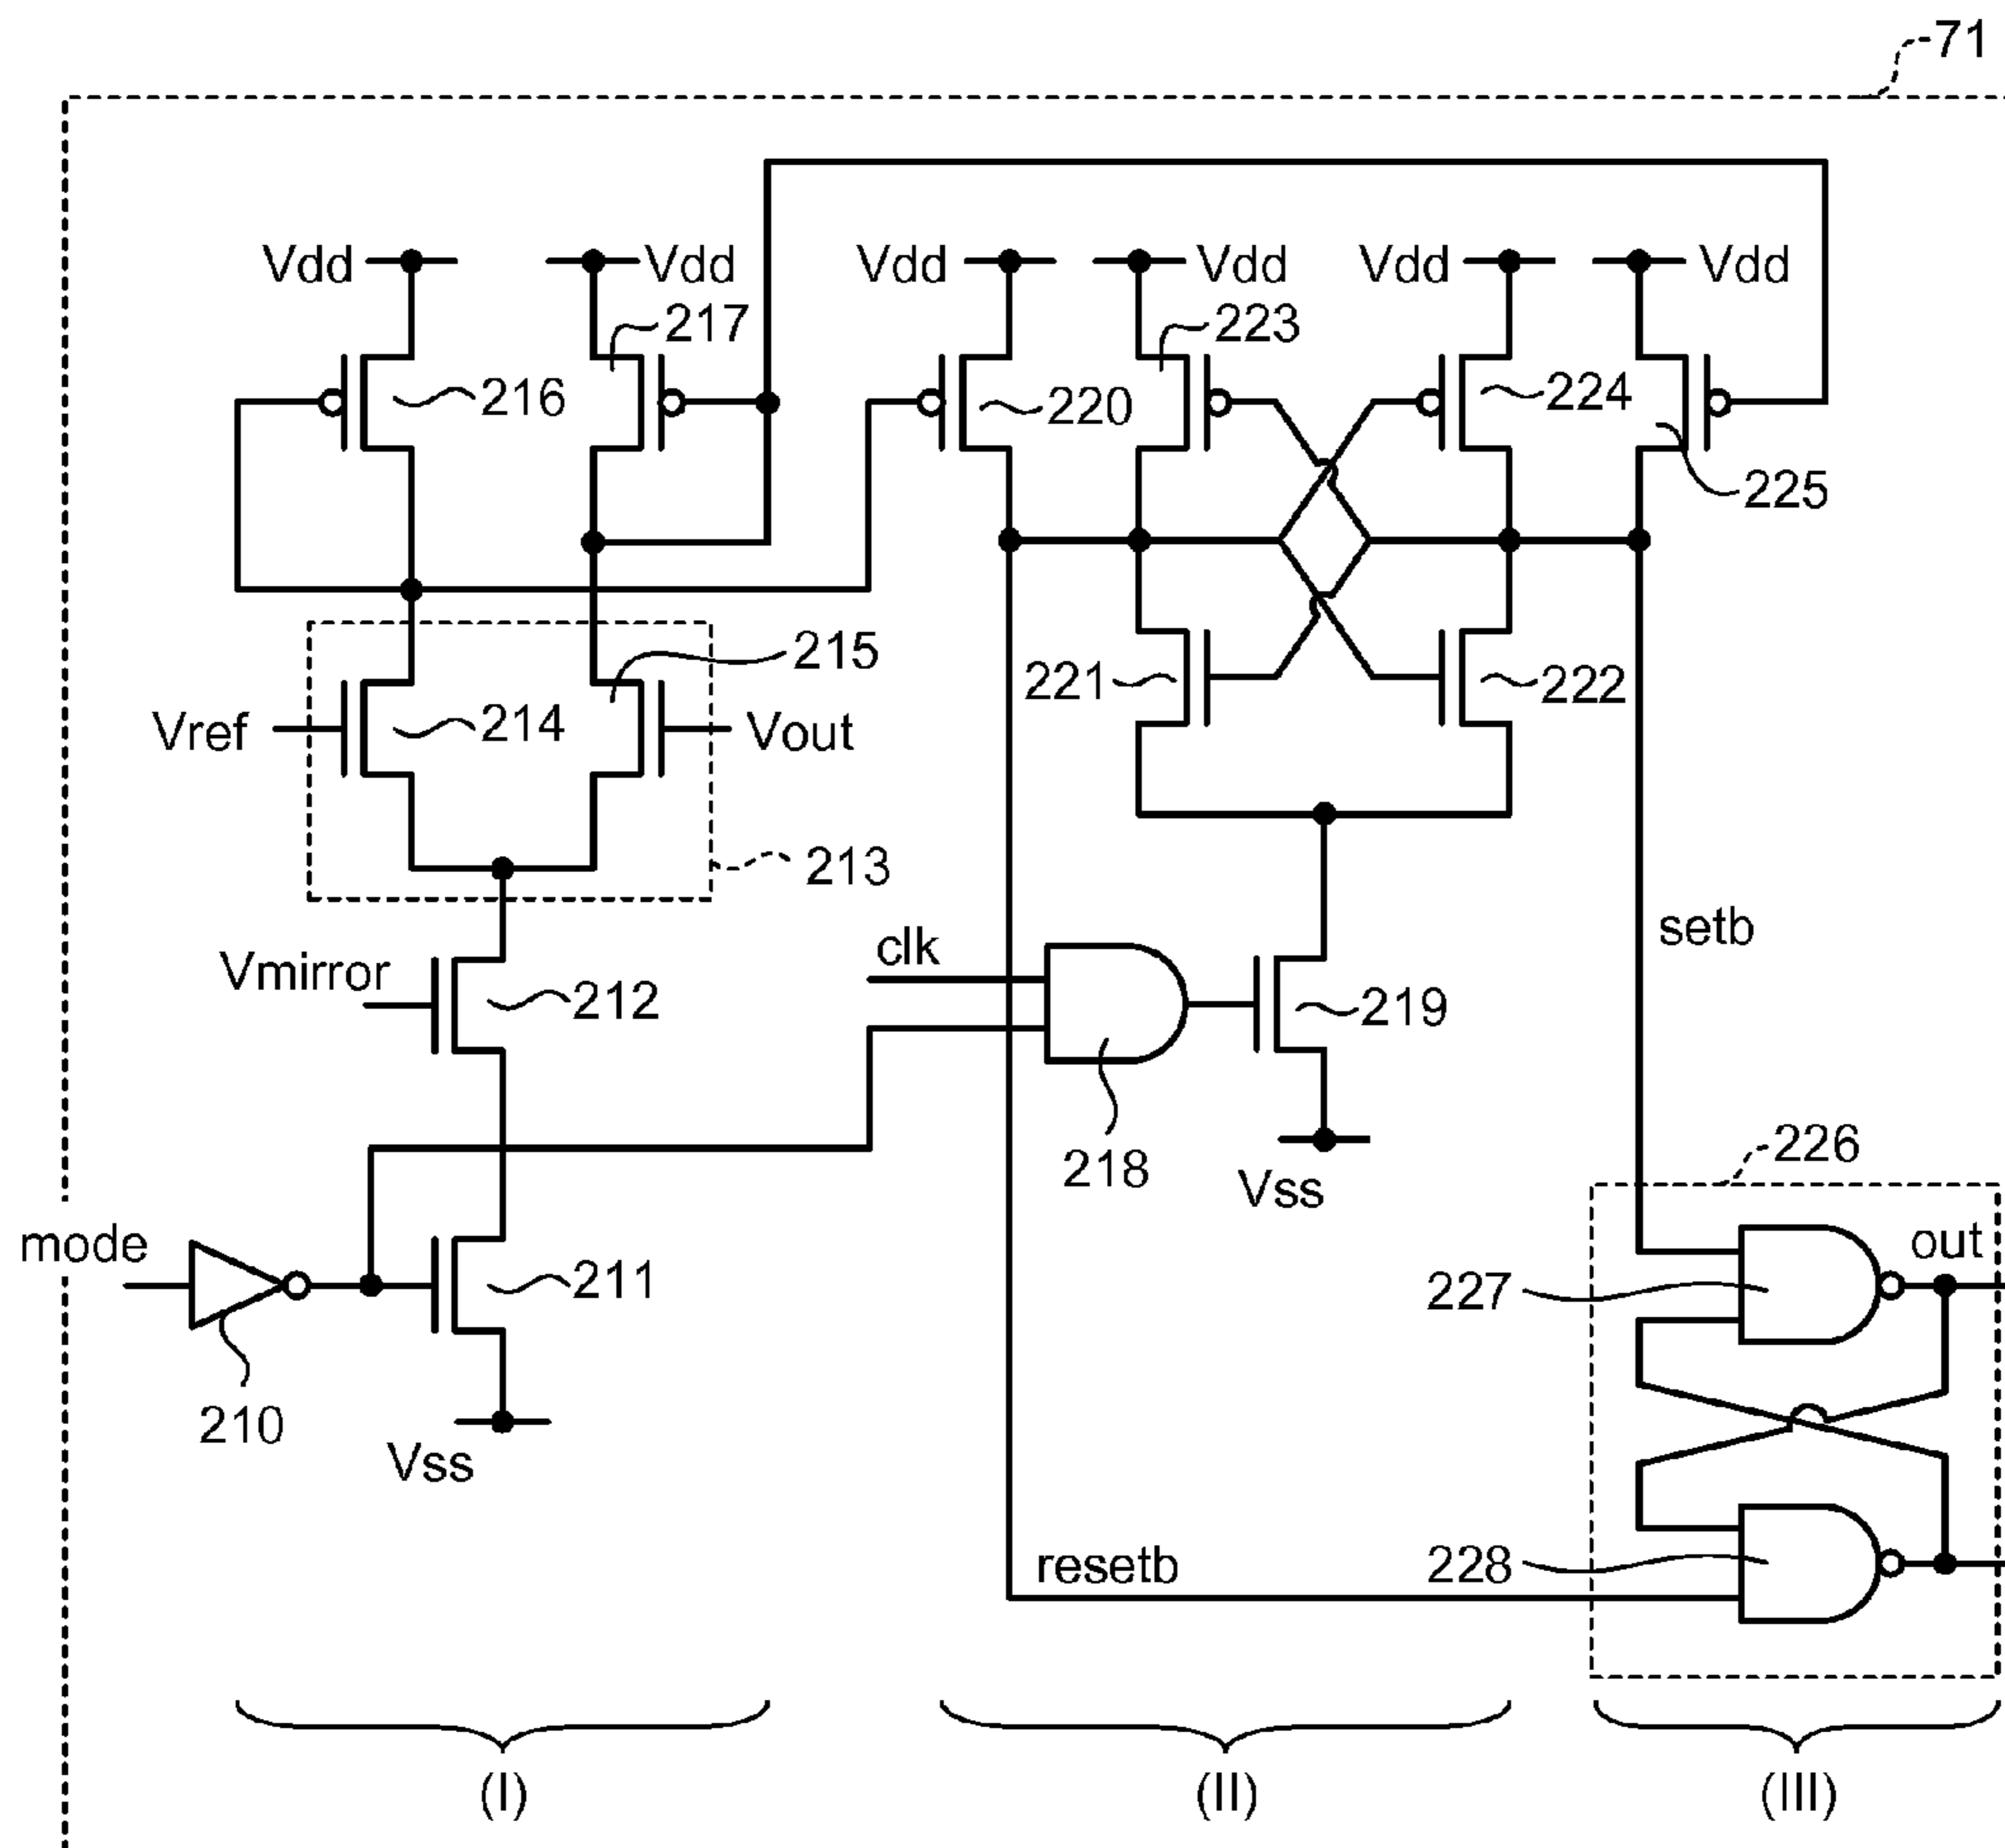 71
Vdd
Vdd
Vdd
Vdd
Vdd
Vdd
217
223
216
220
224
225
215
221
222
Vref
214
Vout
213
setb
clk
Vmirror
212
219
218
226
Vss
mode
out
211
227
210
Vss
resetb
228
(I)
(II)
(III)